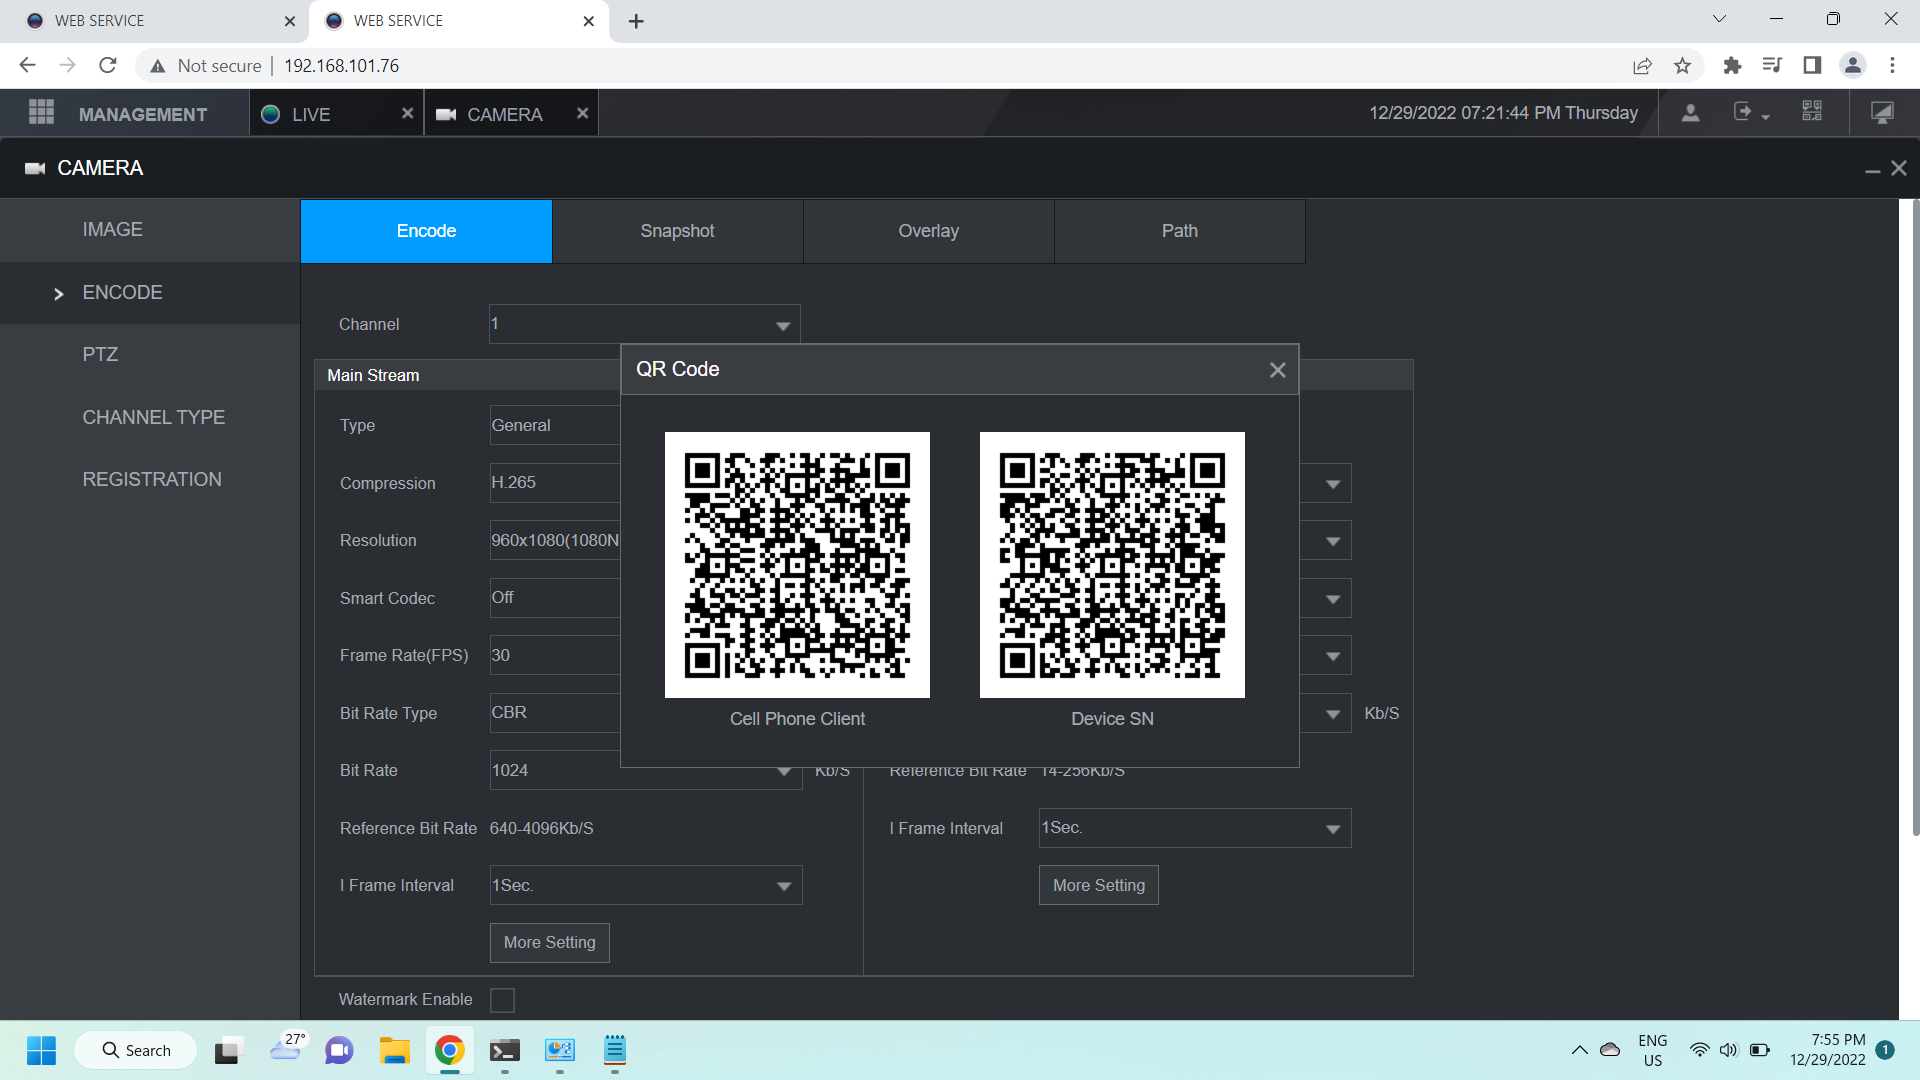 WEB SERVICE
WEB SERVICE
Not secure
192.168.101.76
MANAGEMENT
LIVE
CAMERA
12/29/2022 07:21:44 PM Thursday
CAMERA
IMAGE
ENCODE
PTZ
CHANNEL TYPE
REGISTRATION
Encode
Snapshot
Overlay
Path
Channel
1
Main Stream
Type
General
Compression
H.265
Resolution
960x1080(1080N
Smart Codec
Off
Frame Rate(FPS)
30
Bit Rate Type
CBR
Bit Rate
1024
Kb/S
Reference Bit Rate
640-4096Kb/S
I Frame Interval
1Sec.
More Setting
QR Code
Cell Phone Client
Device SN
Kb/S
Reference Bit Rate
14-256Kb/S
I Frame Interval
1Sec.
More Setting
Watermark Enable
Search
27°
ENG
US
7:55 PM
12/29/2022
1